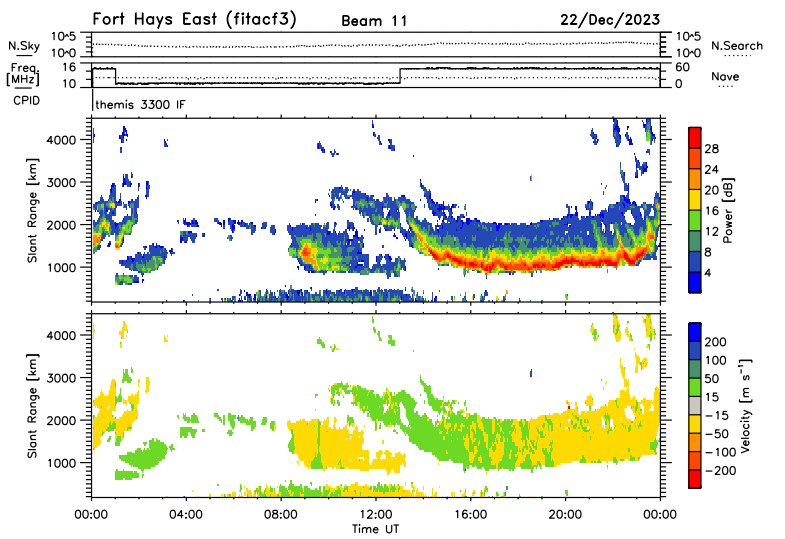 Fort Hays East (fitacf3) Beam 11 22/Dec/2023
N.Sky 10^5 10^0 10^5 10^0 N.Search
Freq. [MHz] 16 10 60 0 Nave
CPID themis 3300 IF
Slant Range [km]
4000
3000
2000
1000
Power [dB]
28
24
20
16
12
8
4
Slant Range [km]
4000
3000
2000
1000
Velocity [m s⁻¹]
200
100
50
15
−15
−50
−100
−200
00:00 04:00 08:00 12:00 16:00 20:00 00:00
Time UT